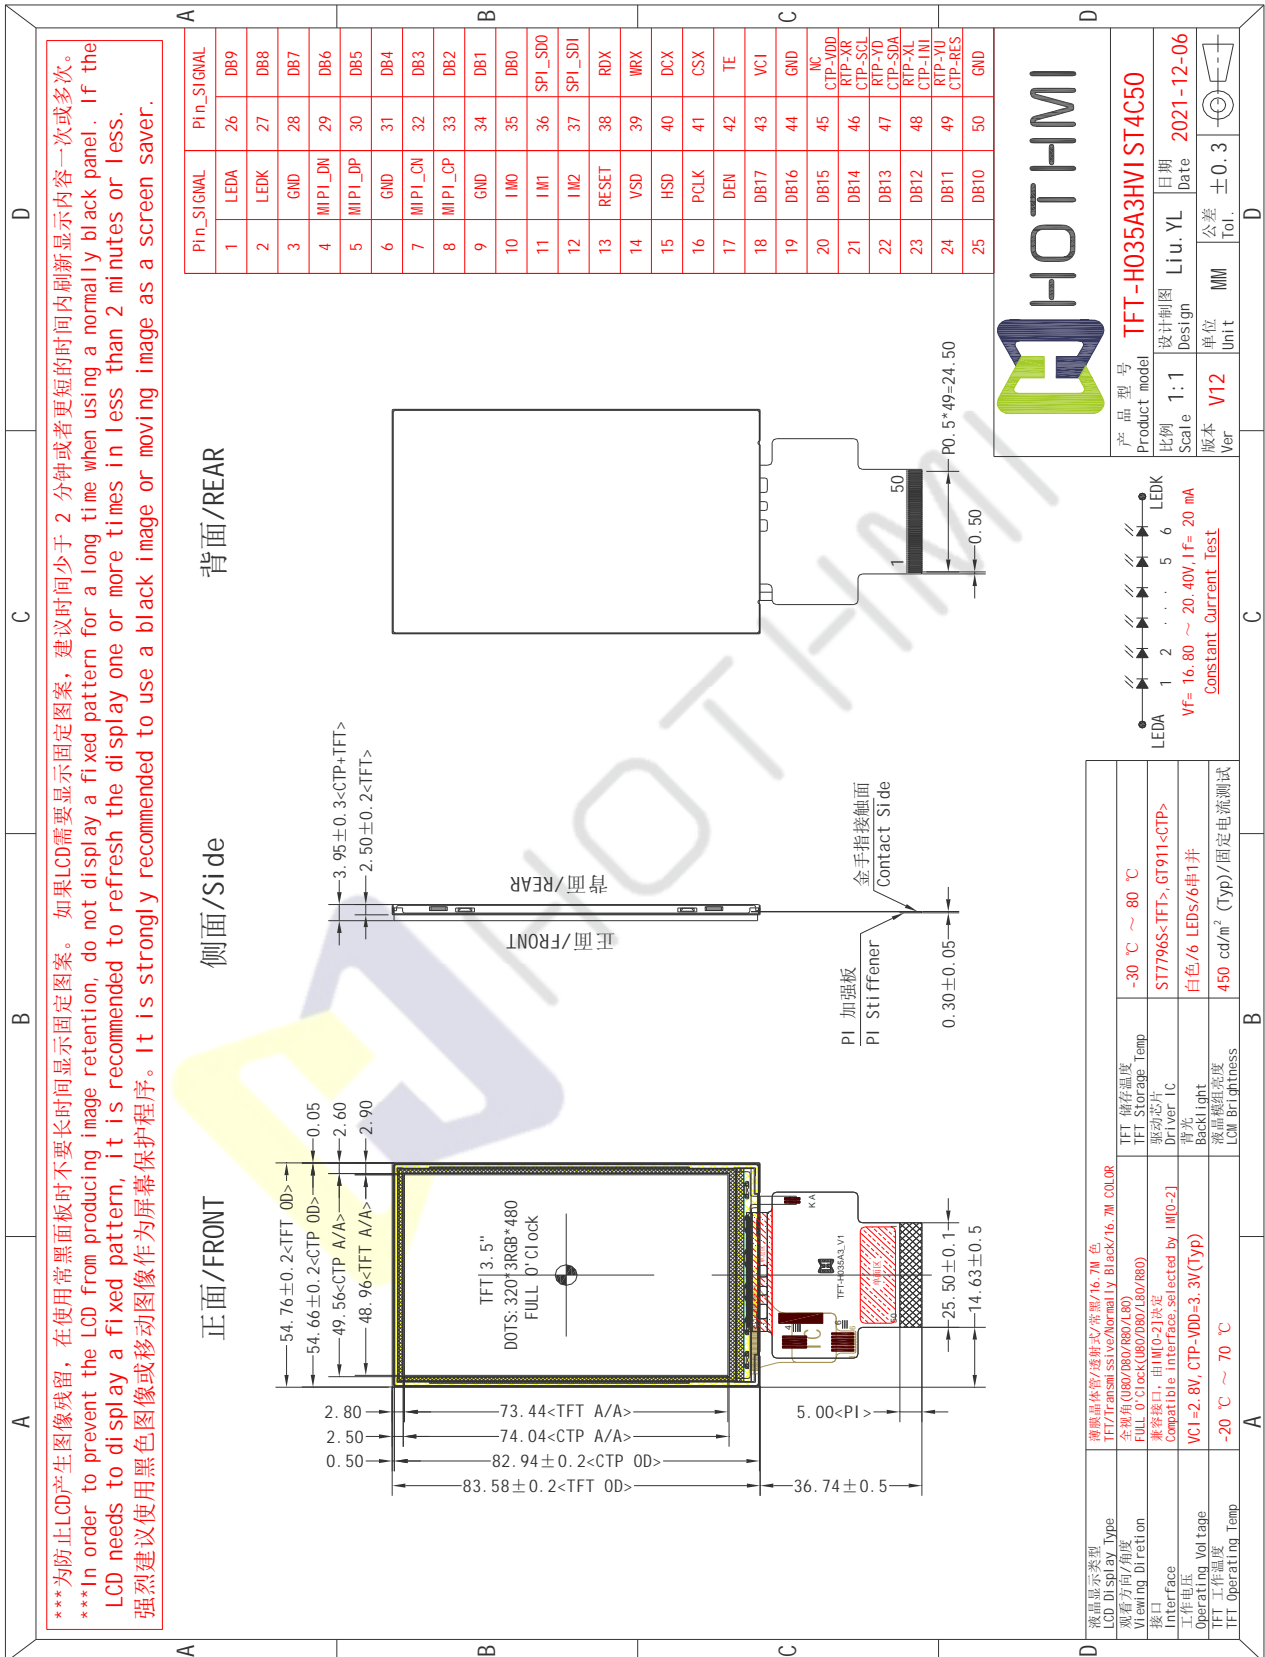 ***为防止LCD产生图像残留，在使用常黑面板时不要长时间显示固定图案。 如果LCD需要显示固定图案，建议时间少于 2 分钟或者更短的时间内刷新显示内容一次或多次。
***In order to prevent the LCD from producing image retention, do not display a fixed pattern for a long time when using a normally black panel. If the
LCD needs to display a fixed pattern, it is recommended to refresh the display one or more times in less than 2 minutes or less.
强烈建议使用黑色图像或移动图像作为屏幕保护程序。It is strongly recommended to use a black image or moving image as a screen saver.
A B C D
A B C D
A B C D
A B C D
正面/FRONT
54.76±0.2<TFT OD>
54.66±0.2<CTP OD>
0.05
49.56<CTP A/A>
2.60
48.96<TFT A/A>
2.90
TFT 3.5"
DOTS:320*3RGB*480
FULL O'Clock
2.80
73.44<TFT A/A>
2.50
74.04<CTP A/A>
0.50
82.94±0.2<CTP OD>
83.58±0.2<TFT OD>
5.00<PI>
36.74±0.5
K A
IC
TFT-H035A3_V1
25.50±0.1
14.63±0.5
侧面/Side
3.95±0.3<CTP+TFT>
2.50±0.2<TFT>
背面/REAR
正面/FRONT
金手指接触面
Contact Side
PI 加强板
PI Stiffener
0.30±0.05
背面/REAR
1 50
P0.5*49=24.50
0.50
Pin_SIGNAL Pin_SIGNAL
1 LEDA 26 DB9
2 LEDK 27 DB8
3 GND 28 DB7
4 MIPI_DN 29 DB6
5 MIPI_DP 30 DB5
6 GND 31 DB4
7 MIPI_CN 32 DB3
8 MIPI_CP 33 DB2
9 GND 34 DB1
10 IM0 35 DB0
11 IM1 36 SPI_SDO
12 IM2 37 SPI_SDI
13 RESET 38 RDX
14 VSD 39 WRX
15 HSD 40 DCX
16 PCLK 41 CSX
17 DEN 42 TE
18 DB17 43 VCI
19 DB16 44 GND
20 DB15 45 NC CTP-VDD
21 DB14 46 RTP-XR CTP-SCL
22 DB13 47 RTP-YD CTP-SDA
23 DB12 48 RTP-XL CTP-INI
24 DB11 49 RTP-YU CTP-RES
25 DB10 50 GND
LEDA 1 2 . . 5 6 LEDK
Vf= 16.80 ～ 20.40V,If= 20 mA
Constant Current Test
液晶显示类型
LCD Display Type
薄膜晶体管/透射式/常黑/16.7M 色
TFT/Transmissive/Normally Black/16.7M COLOR
观看方向/角度
Viewing Diretion
全视角(U80/D80/R80/L80)
FULL O'Clock(U80/D80/L80/R80)
接口
Interface
兼容接口，由IM[0-2]决定
Compatible interface,selected by IM[0-2]
工作电压
Operating Voltage
VCI=2.8V, CTP-VDD=3.3V(Typ)
TFT 工作温度
TFT Operating Temp
-20 ℃ ～ 70 ℃
TFT 储存温度
TFT Storage Temp
-30 ℃ ～ 80 ℃
驱动芯片
Driver IC
ST7796S<TFT>,GT911<CTP>
背光
Backlight
白色/6 LEDs/6串1并
液晶模组亮度
LCM Brightness
450 cd/m² (Typ)/固定电流测试
HOTHMI
产 品 型 号
Product model
TFT-H035A3HVIST4C50
比例
Scale 1:1
设计制图
Design Liu.YL
日期
Date 2021-12-06
版本
Ver V12
单位
Unit MM
公差
Tol. ±0.3
HOTHMI